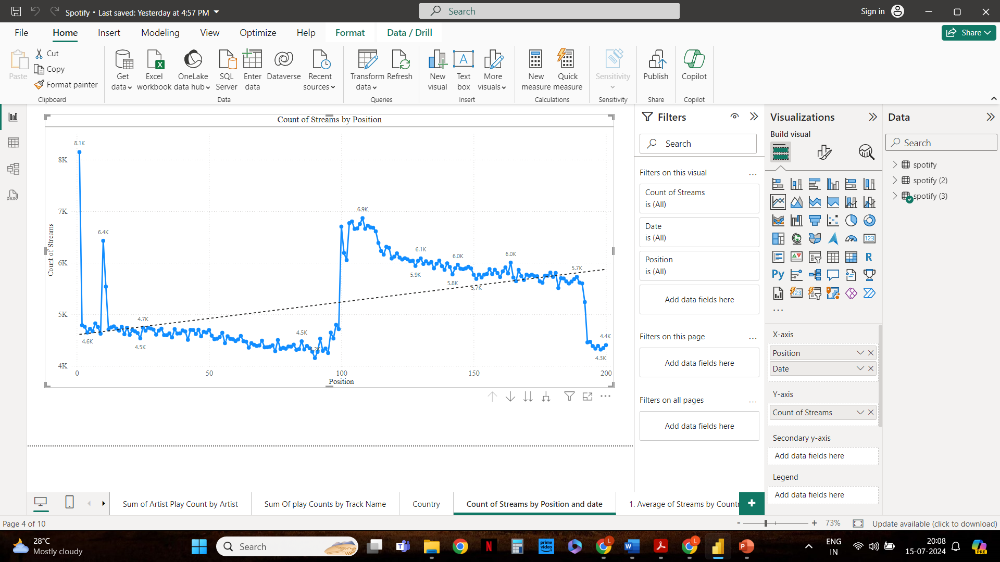 Spotify • Last saved: Yesterday at 4:57 PM
Search
Sign in
File
Home
Insert
Modeling
View
Optimize
Help
Format
Data / Drill
Share
Paste
Cut
Copy
Format painter
Clipboard
Get data
Excel workbook
OneLake data hub
SQL Server
Enter data
Dataverse
Recent sources
Data
Transform data
Refresh
Queries
New visual
Text box
More visuals
Insert
New measure
Quick measure
Calculations
Sensitivity
Sensitivity
Publish
Share
Copilot
Copilot
DAX
Count of Streams by Position
Count of Streams
8K
7K
6K
5K
4K
8.1K
6.4K
4.6K
4.7K
4.5K
4.5K
6.9K
6.1K
5.9K
6.0K
5.8K
5.7K
6.0K
5.7K
4.4K
4.3K
0
50
100
150
200
Position
Filters
Search
Filters on this visual
Count of Streams
is (All)
Date
is (All)
Position
is (All)
Add data fields here
Filters on this page
Add data fields here
Filters on all pages
Add data fields here
Visualizations
Build visual
123
R
Py
123
X-axis
Position
Date
Y-axis
Count of Streams
Secondary y-axis
Add data fields here
Legend
Add data fields here
Data
Search
spotify
spotify (2)
spotify (3)
Sum of Artist Play Count by Artist
Sum Of play Counts by Track Name
Country
Count of Streams by Position and date
1. Average of Streams by Countr
Page 4 of 10
73%
Update available (click to download)
28°C
Mostly cloudy
Search
prime video
ENG
IN
20:08
15-07-2024
PRE